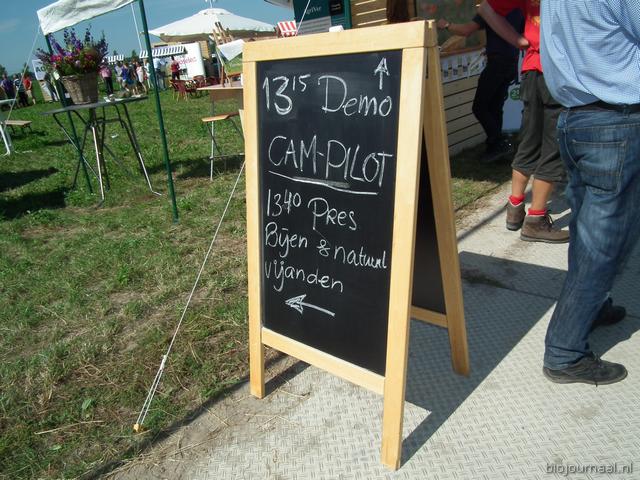 13¹⁵ Demo
CAM-PILOT
13⁴⁰ Pres
Bijen & natuurl
vijanden
biojournaal.nl